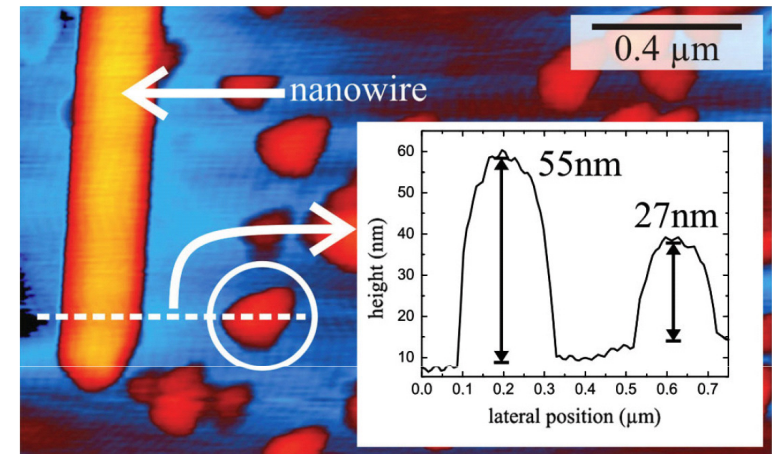 0.4 µm
nanowire
60
50
40
30
20
10
height (nm)
55nm
27nm
0.0 0.1 0.2 0.3 0.4 0.5 0.6 0.7
lateral position (µm)